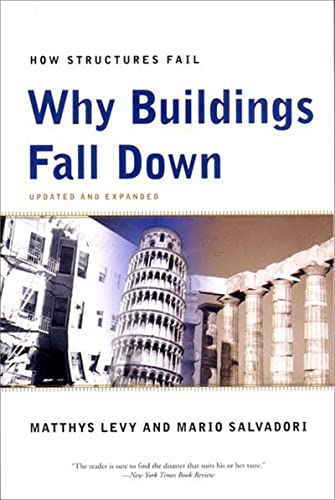 HOW STRUCTURES FAIL
Why Buildings
Fall Down
UPDATED AND EXPANDED
MATTHYS LEVY AND MARIO SALVADORI
"The reader is sure to find the disaster that suits his or her taste."
—New York Times Book Review